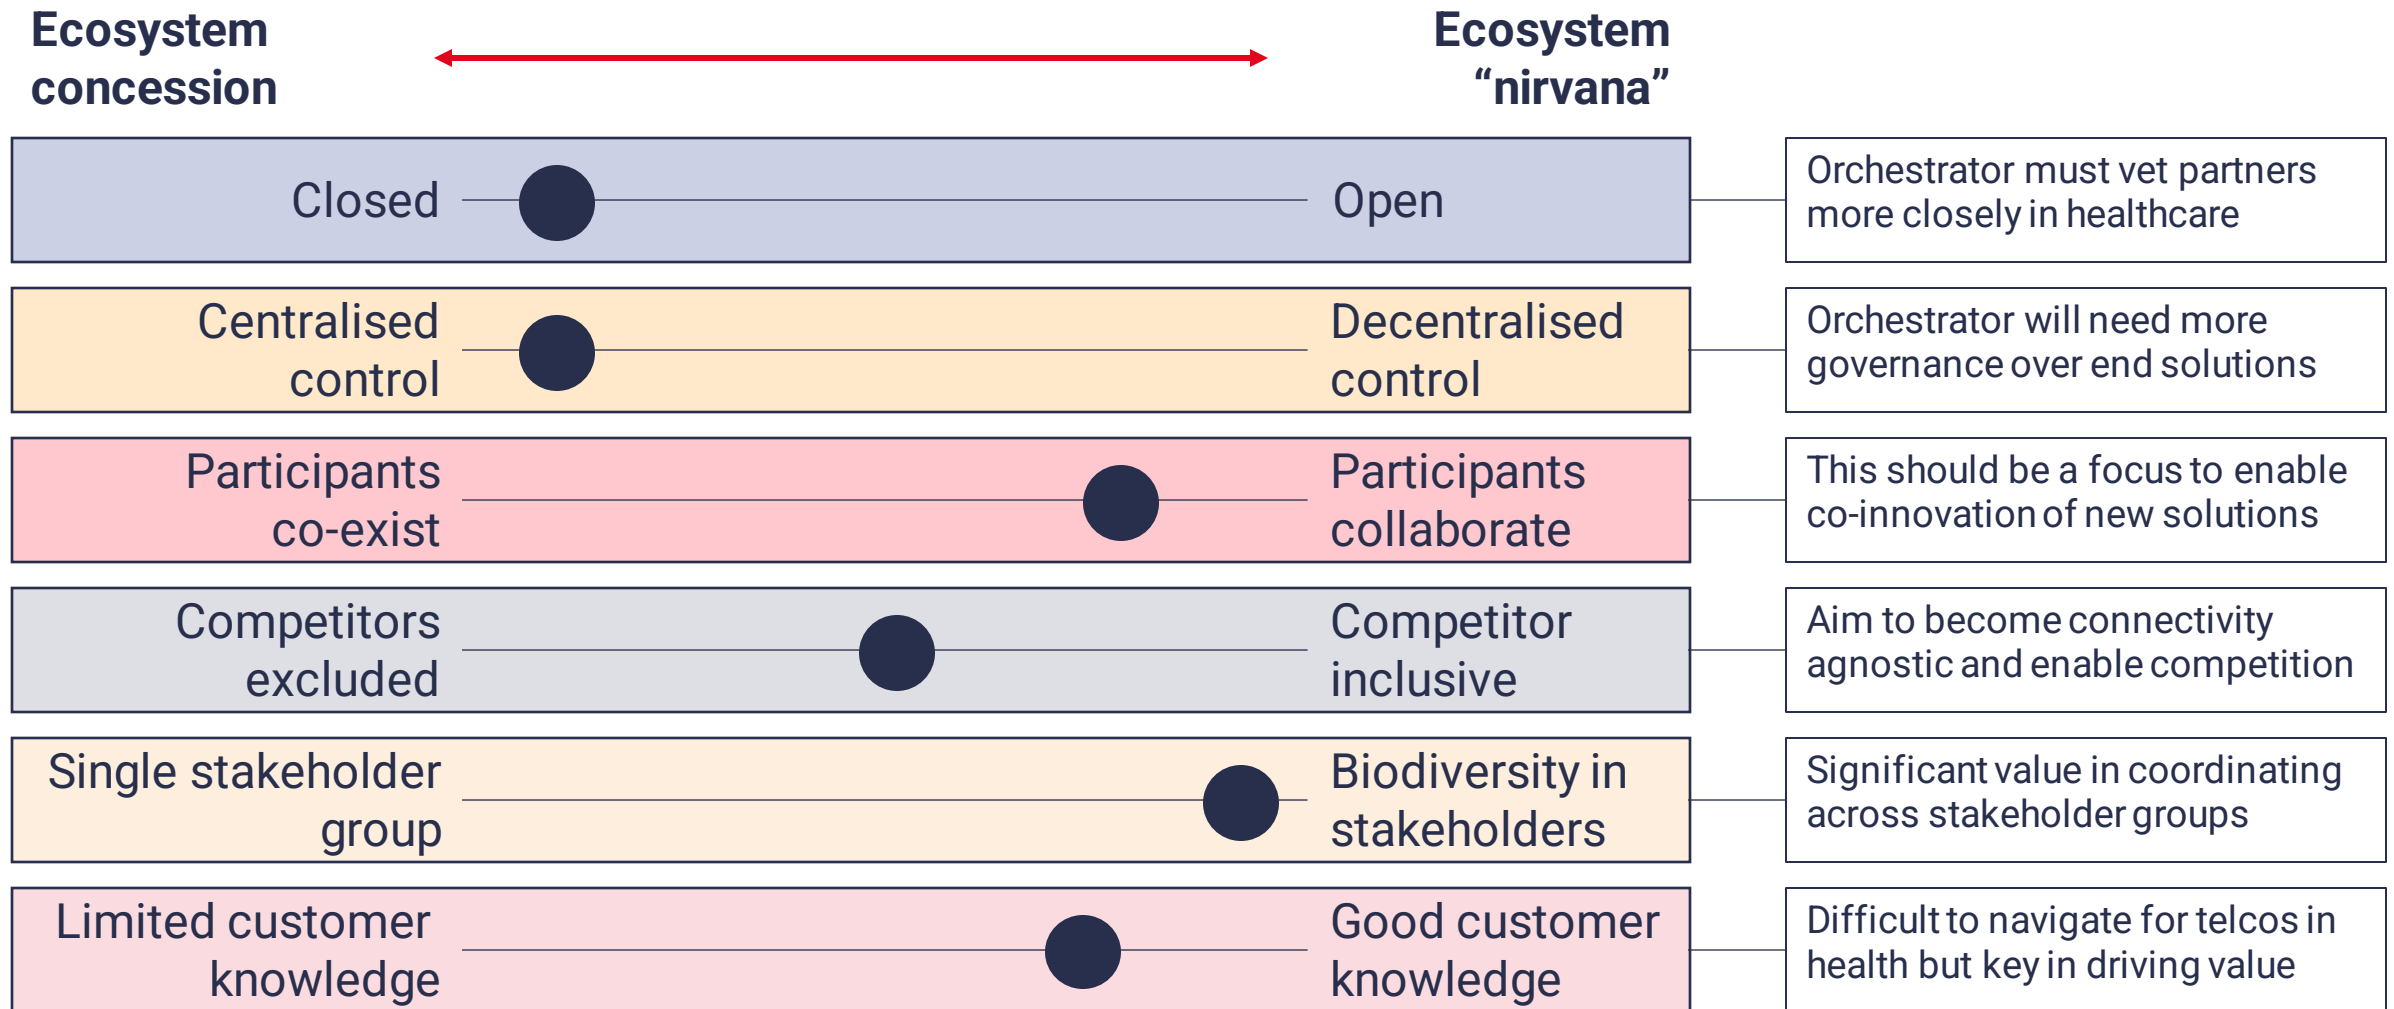 Ecosystem
concession
Ecosystem
“nirvana”
Closed
Open
Orchestrator must vet partners
more closely in healthcare
Centralised
control
Decentralised
control
Orchestrator will need more
governance over end solutions
Participants
co-exist
Participants
collaborate
This should be a focus to enable
co-innovation of new solutions
Competitors
excluded
Competitor
inclusive
Aim to become connectivity
agnostic and enable competition
Single stakeholder
group
Biodiversity in
stakeholders
Significant value in coordinating
across stakeholder groups
Limited customer
knowledge
Good customer
knowledge
Difficult to navigate for telcos in
health but key in driving value